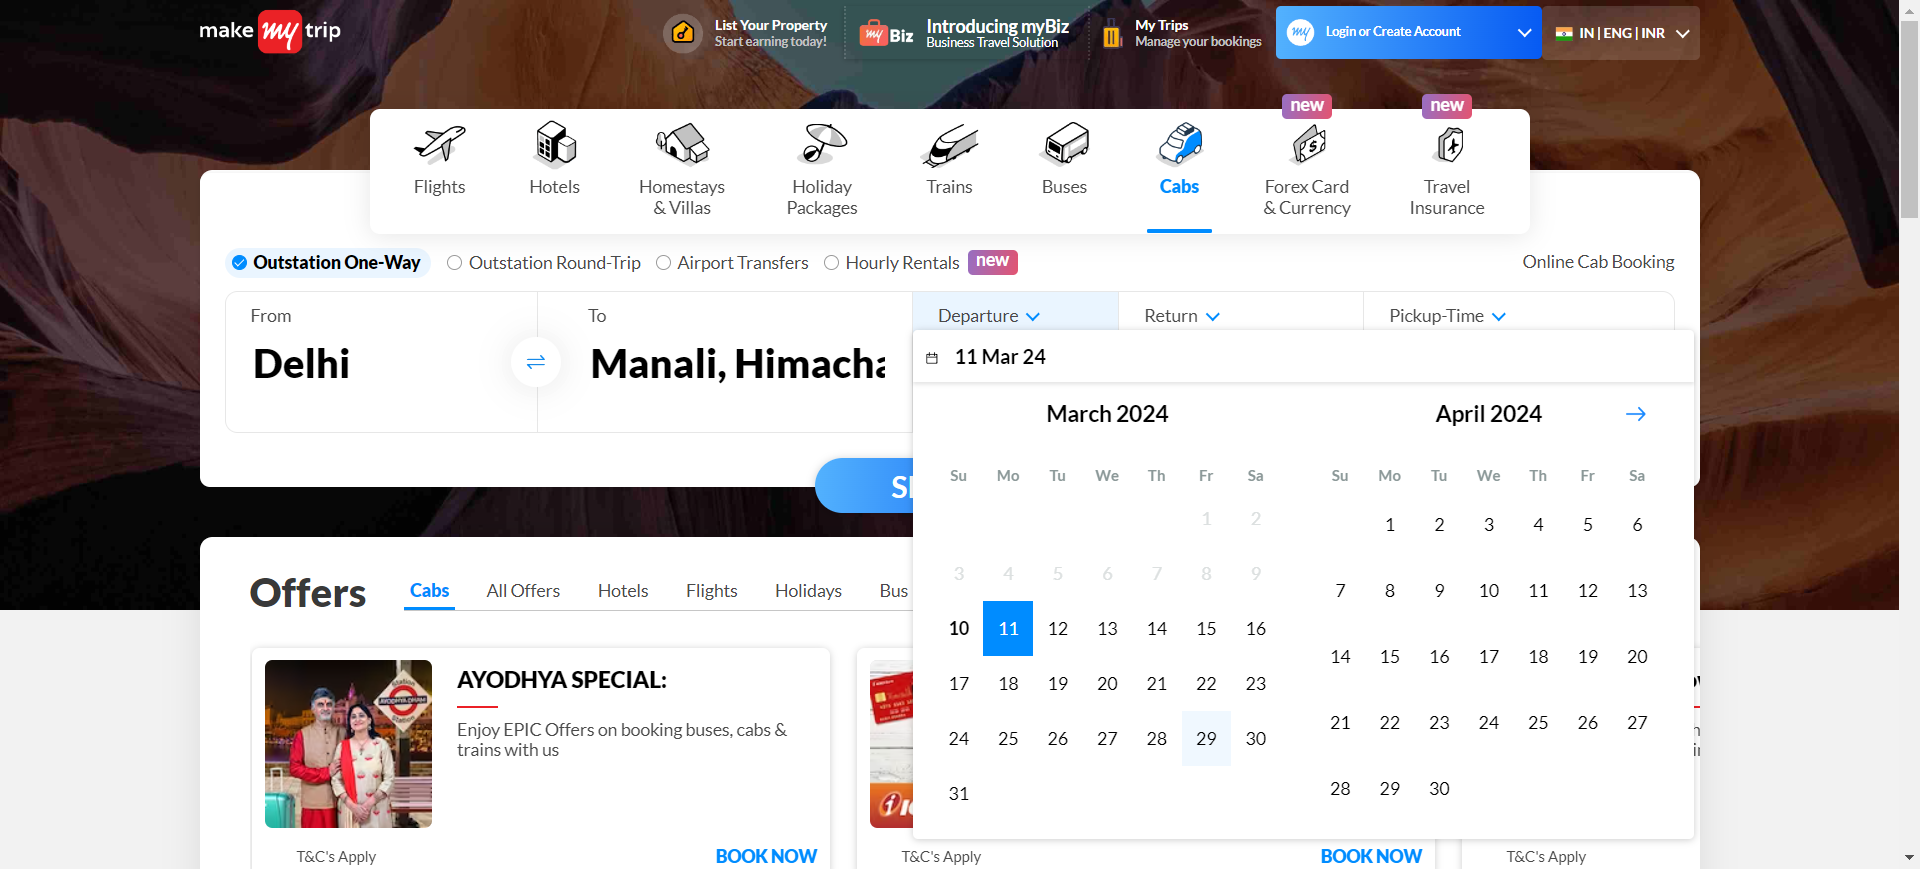 make my trip
List Your Property
Start earning today!
my Biz
Introducing myBiz
Business Travel Solution
My Trips
Manage your bookings
my
Login or Create Account
IN | ENG | INR
new
new
Flights
Hotels
Homestays
& Villas
Holiday
Packages
Trains
Buses
Cabs
Forex Card
& Currency
Travel
Insurance
Outstation One-Way
Outstation Round-Trip
Airport Transfers
Hourly Rentals
new
Online Cab Booking
From
Delhi
To
Manali, Himacha
Departure
Return
Pickup-Time
11 Mar 24
March 2024
Su Mo Tu We Th Fr Sa
1 2
3 4 5 6 7 8 9
10 11 12 13 14 15 16
17 18 19 20 21 22 23
24 25 26 27 28 29 30
31
April 2024
Su Mo Tu We Th Fr Sa
1 2 3 4 5 6
7 8 9 10 11 12 13
14 15 16 17 18 19 20
21 22 23 24 25 26 27
28 29 30
Offers
Cabs
All Offers
Hotels
Flights
Holidays
Bus
Station
AYODHYA DHAM
Station
AYODHYA SPECIAL:
Enjoy EPIC Offers on booking buses, cabs &
trains with us
T&C's Apply
BOOK NOW
T&C's Apply
BOOK NOW
T&C's Apply